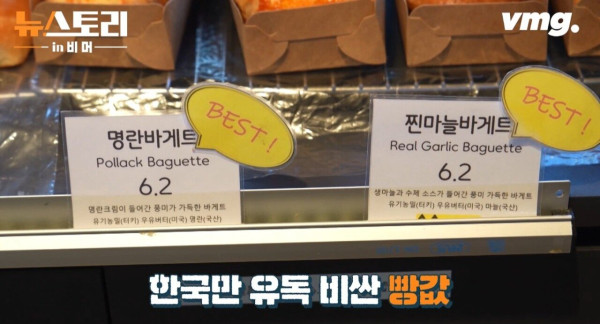 뉴스토리
in비머
vmg.
명란바게트
Pollack Baguette
6.2
명란크림이 들어간 풍미가 가득한 바게트
유기농밀(터키) 우유버터(미국) 명란(국산)
BEST!
찐마늘바게트
Real Garlic Baguette
6.2
생마늘과 수제 소스가 들어간 풍미 가득한 바게트
유기농밀(터키) 우유버터(미국) 마늘(국산)
BEST!
한국만 유독 비싼 빵값